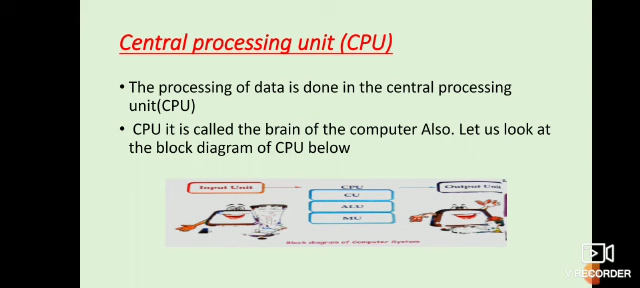 Central processing unit (CPU)
• The processing of data is done in the central processing
unit(CPU)
• CPU it is called the brain of the computer Also. Let us look at
the block diagram of CPU below
Input Unit
CPU
Output Unit
CU
ALU
MU
Block diagram of Computer System
V.RECORDER